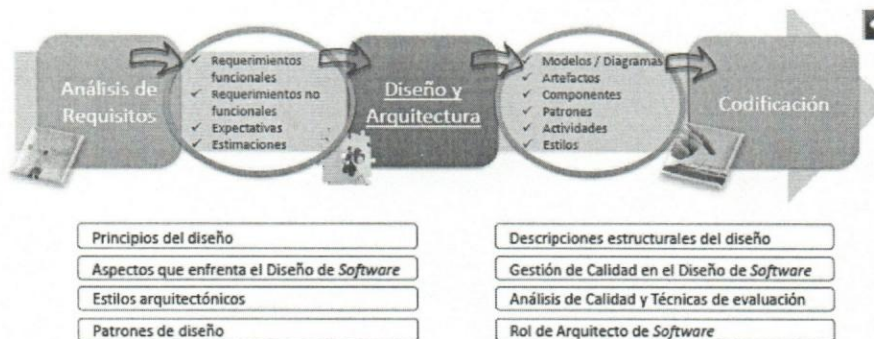 Análisis de
Requisitos
✓ Requerimientos
funcionales
✓ Requerimientos no
funcionales
✓ Expectativas
✓ Estimaciones
Diseño y
Arquitectura
✓ Modelos / Diagramas
✓ Artefactos
✓ Componentes
✓ Patrones
✓ Actividades
✓ Estilos
Codificación
Principios del diseño
Aspectos que enfrenta el Diseño de Software
Estilos arquitectónicos
Patrones de diseño
Descripciones estructurales del diseño
Gestión de Calidad en el Diseño de Software
Análisis de Calidad y Técnicas de evaluación
Rol de Arquitecto de Software